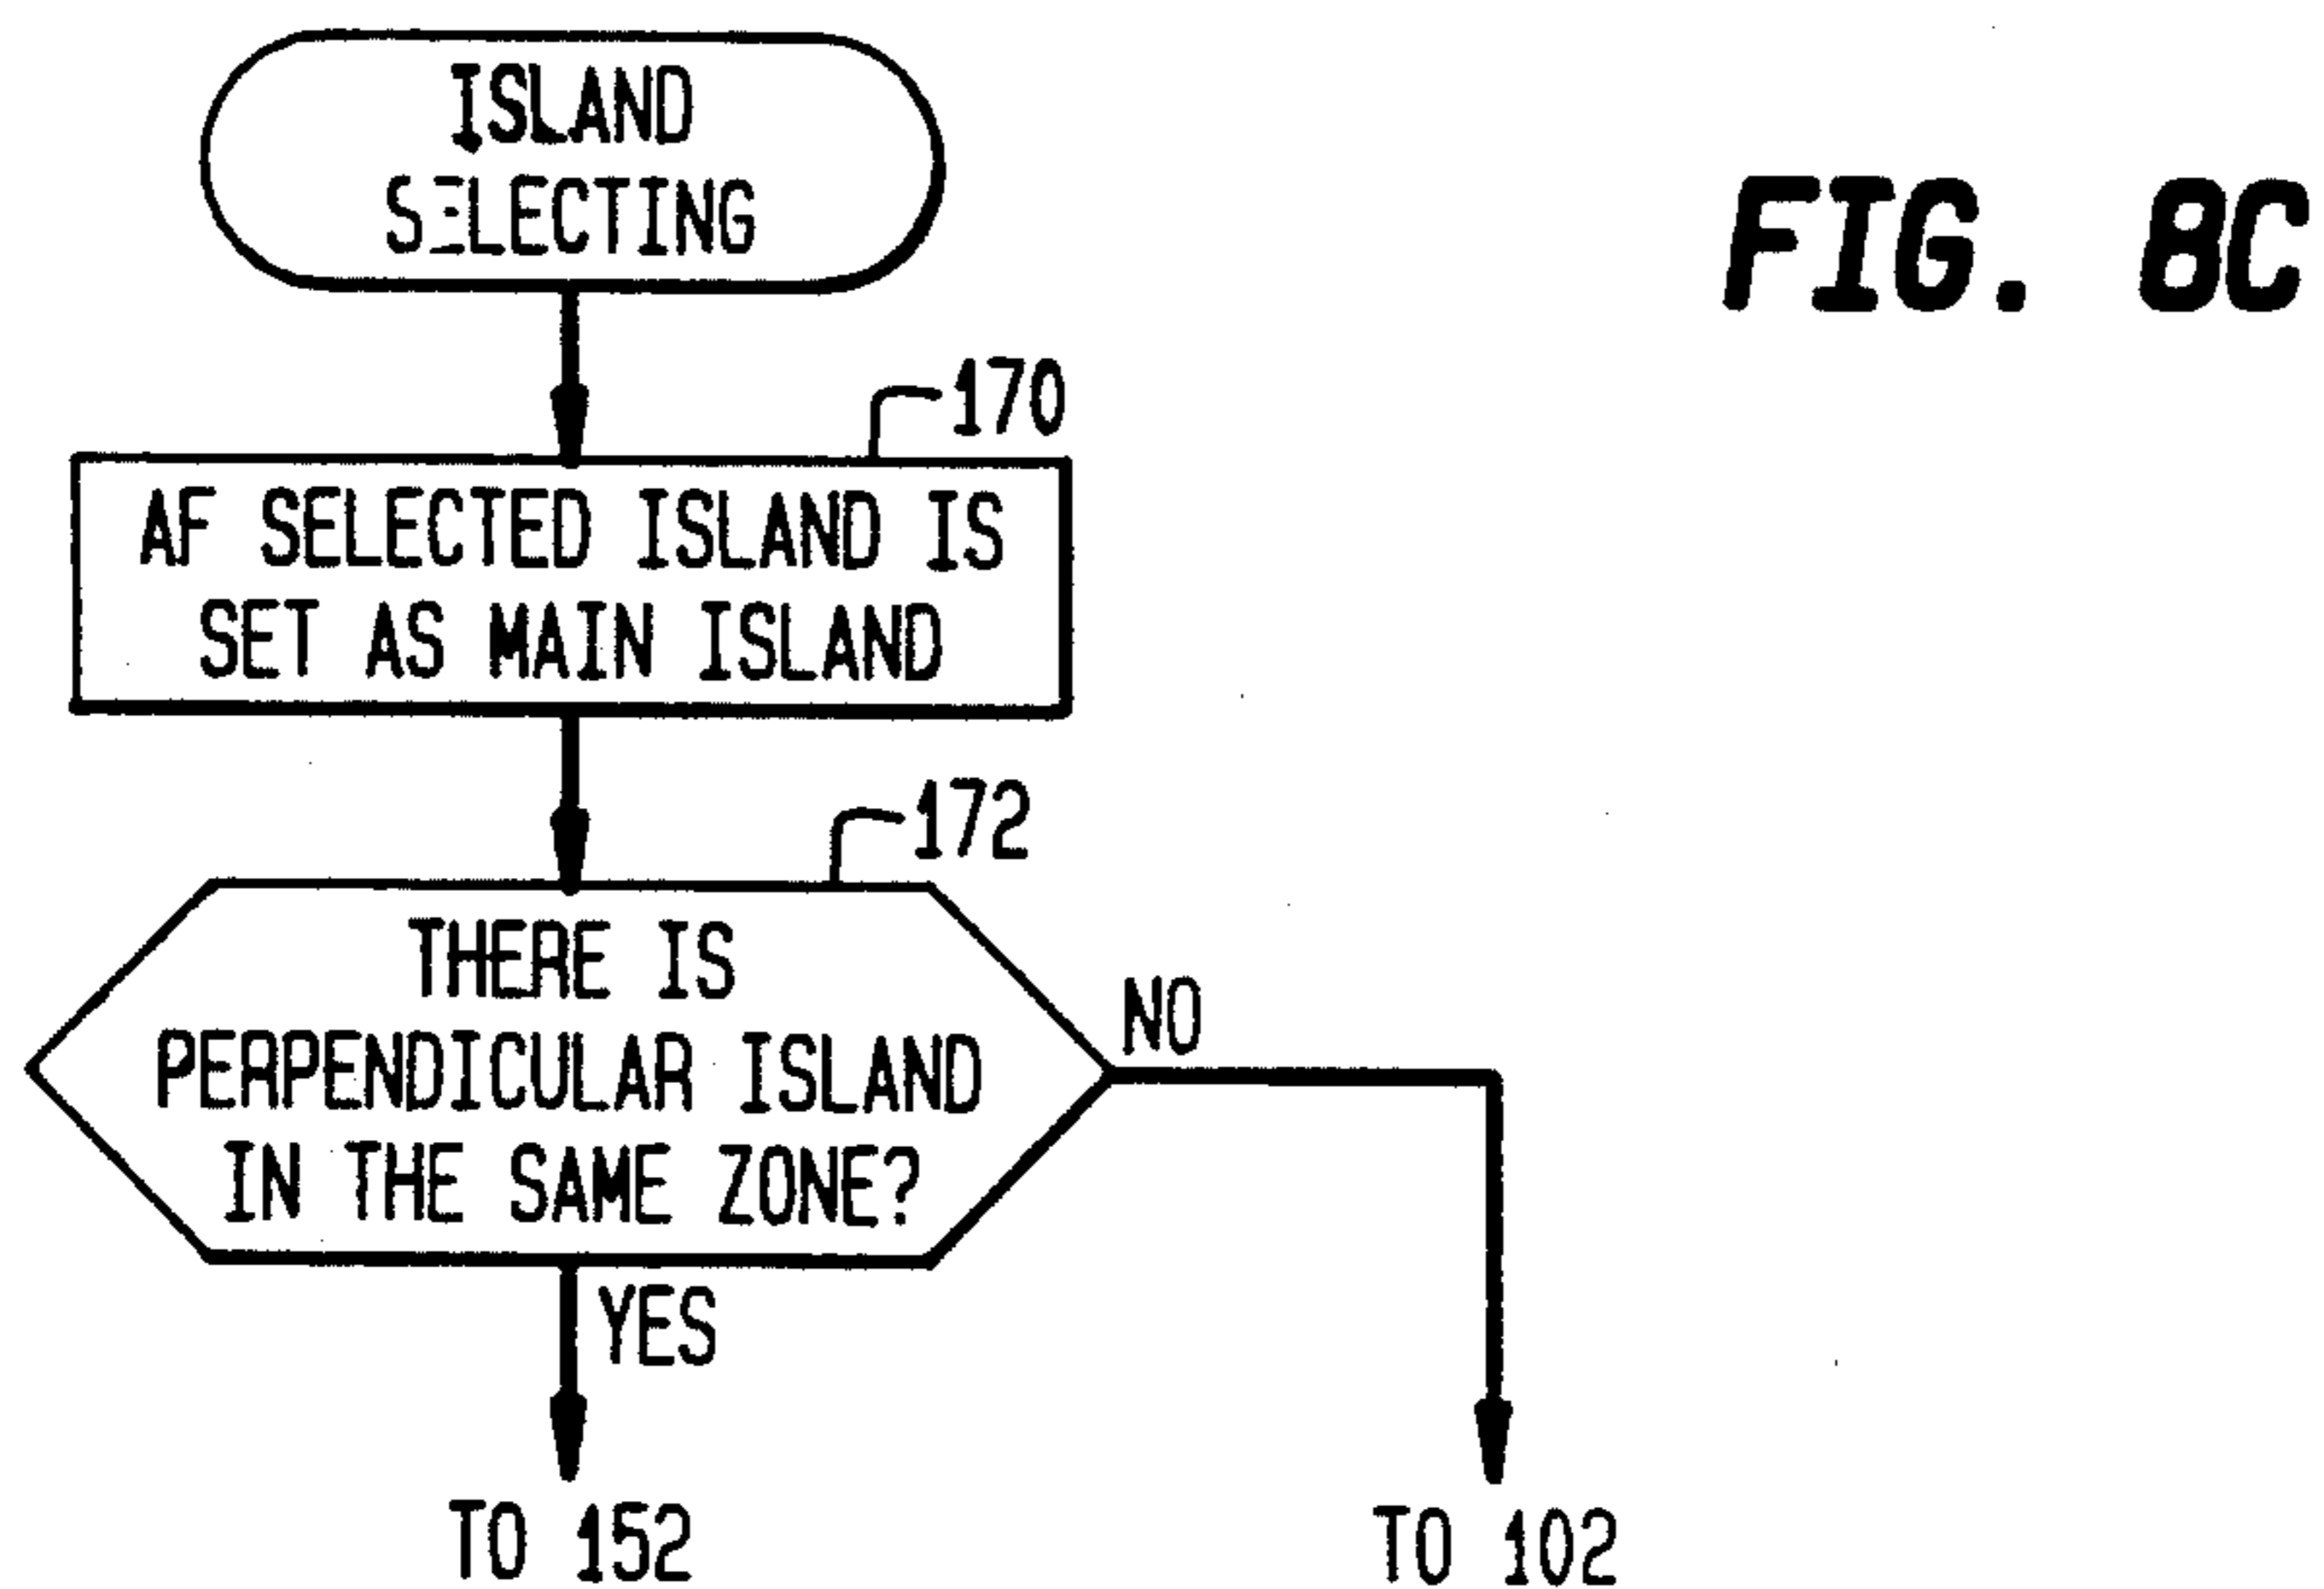 ISLAND
SELECTING
FIG. 8C
170
AF SELECTED ISLAND IS
SET AS MAIN ISLAND
172
THERE IS
PERPENDICULAR ISLAND
IN THE SAME ZONE?
NO
YES
TO 152
TO 102